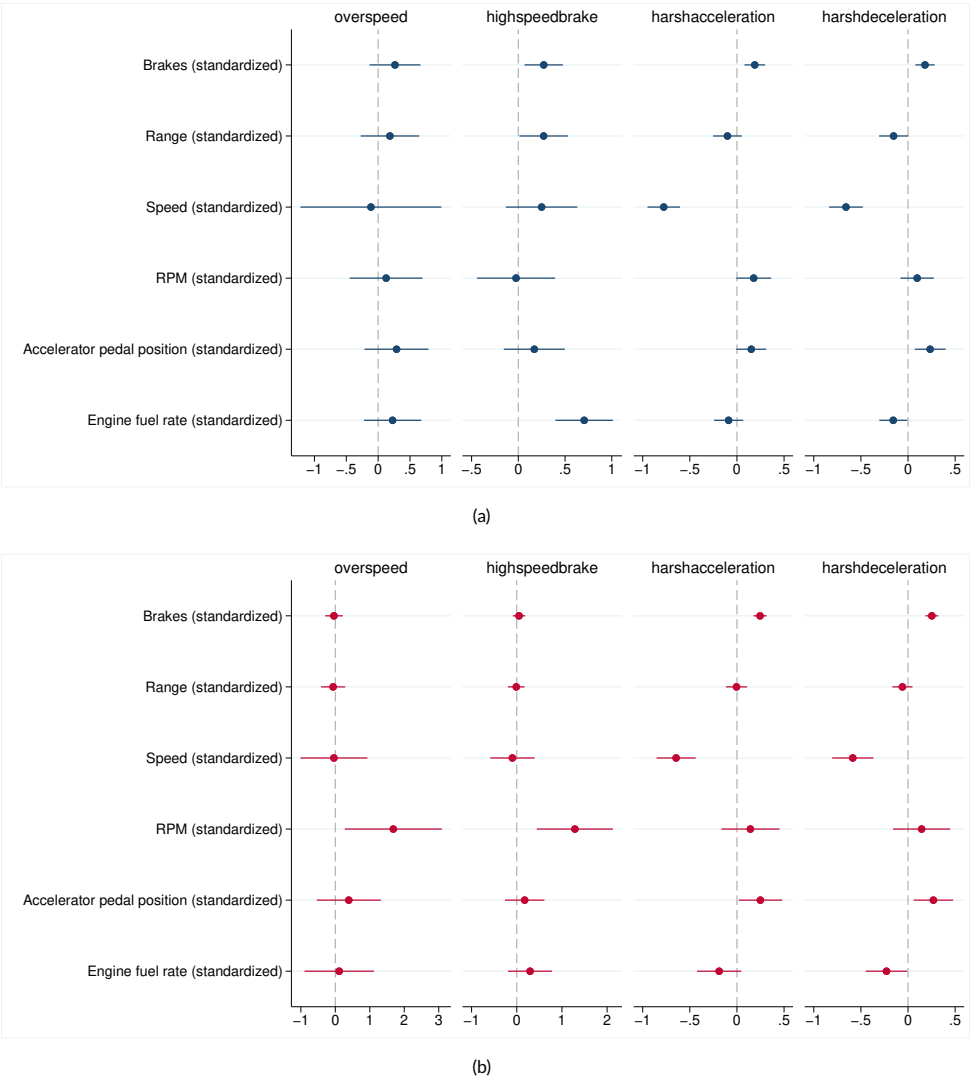 overspeed highspeedbrake harshacceleration harshdeceleration
Brakes (standardized)
Range (standardized)
Speed (standardized)
RPM (standardized)
Accelerator pedal position (standardized)
Engine fuel rate (standardized)
−1 −.5 0 .5 1 −.5 0 .5 1 −1 −.5 0 .5 −1 −.5 0 .5
(a)
overspeed highspeedbrake harshacceleration harshdeceleration
Brakes (standardized)
Range (standardized)
Speed (standardized)
RPM (standardized)
Accelerator pedal position (standardized)
Engine fuel rate (standardized)
−1 0 1 2 3 −1 0 1 2 −1 −.5 0 .5 −1 −.5 0 .5
(b)